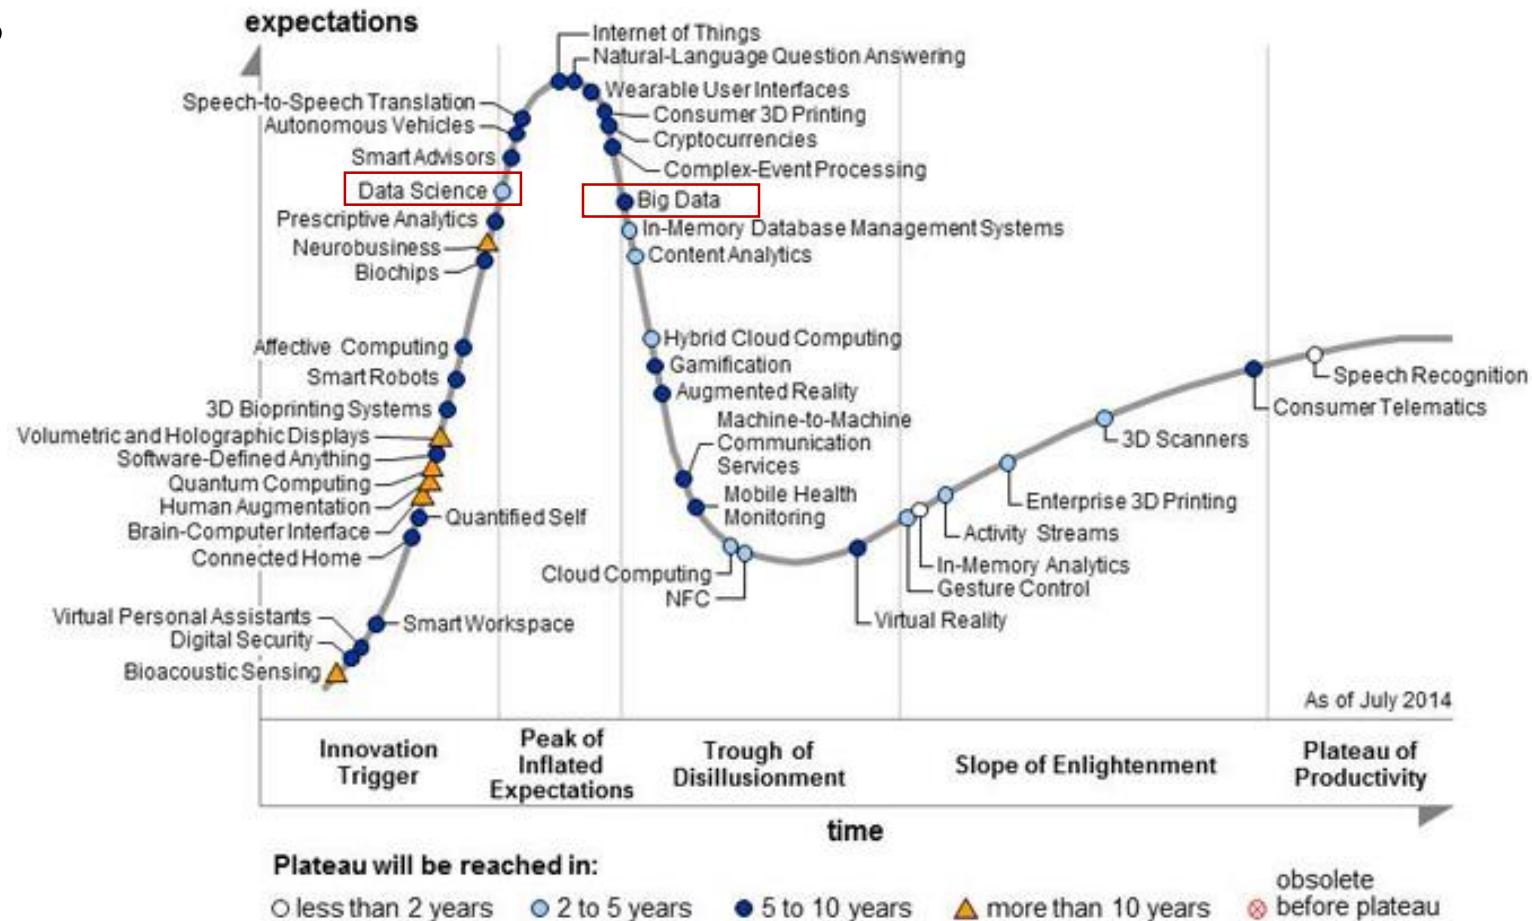 expectations
Internet of Things
Natural-Language Question Answering
Wearable User Interfaces
Consumer 3D Printing
Cryptocurrencies
Complex-Event Processing
Big Data
In-Memory Database Management Systems
Content Analytics
Speech-to-Speech Translation
Autonomous Vehicles
Smart Advisors
Data Science
Prescriptive Analytics
Neurobusiness
Biochips
Affective Computing
Smart Robots
3D Bioprinting Systems
Volumetric and Holographic Displays
Software-Defined Anything
Quantum Computing
Human Augmentation
Brain-Computer Interface
Connected Home
Quantified Self
Virtual Personal Assistants
Digital Security
Bioacoustic Sensing
Smart Workspace
Hybrid Cloud Computing
Gamification
Augmented Reality
Machine-to-Machine
Communication
Services
Mobile Health
Monitoring
Cloud Computing
NFC
Virtual Reality
Gesture Control
In-Memory Analytics
Activity Streams
Enterprise 3D Printing
3D Scanners
Consumer Telematics
Speech Recognition
As of July 2014
Innovation
Trigger
Peak of
Inflated
Expectations
Trough of
Disillusionment
Slope of Enlightenment
Plateau of
Productivity
time
Plateau will be reached in:
less than 2 years
2 to 5 years
5 to 10 years
more than 10 years
obsolete
before plateau